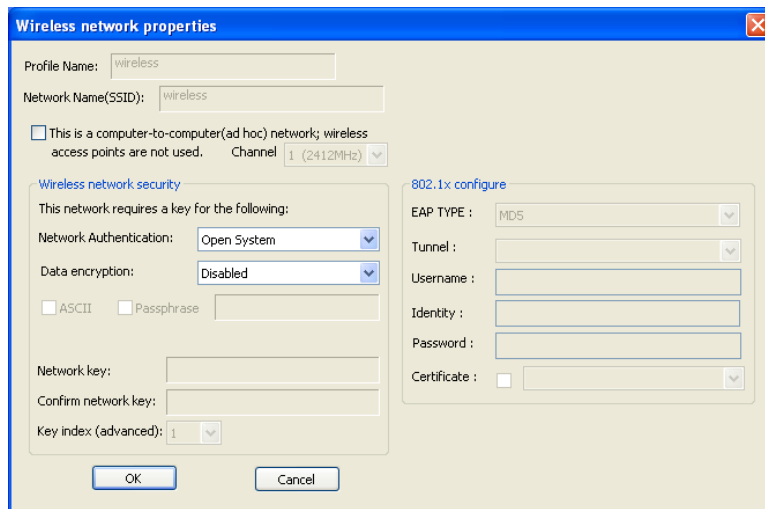 Wireless network properties
Profile Name: wireless
Network Name(SSID): wireless
This is a computer-to-computer(ad hoc) network; wireless
access points are not used. Channel 1 (2412MHz)
Wireless network security
This network requires a key for the following:
Network Authentication: Open System
Data encryption: Disabled
ASCII Passphrase
Network key:
Confirm network key:
Key index (advanced): 1
802.1x configure
EAP TYPE : MD5
Tunnel :
Username :
Identity :
Password :
Certificate :
OK Cancel